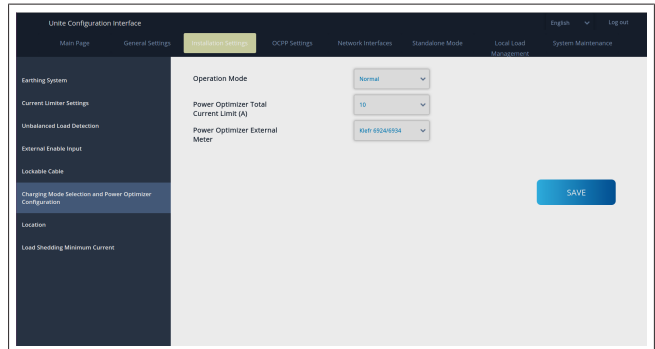 Unite Configuration Interface
English
Log out
Main Page
General Settings
Installation Settings
OCPP Settings
Network Interfaces
Standalone Mode
Local Load
Management
System Maintenance
Earthing System
Current Limiter Settings
Unbalanced Load Detection
External Enable Input
Lockable Cable
Charging Mode Selection and Power Optimizer
Configuration
Location
Load Shedding Minimum Current
Operation Mode
Normal
Power Optimizer Total
Current Limit (A)
10
Power Optimizer External
Meter
Klefr 6924/6934
SAVE